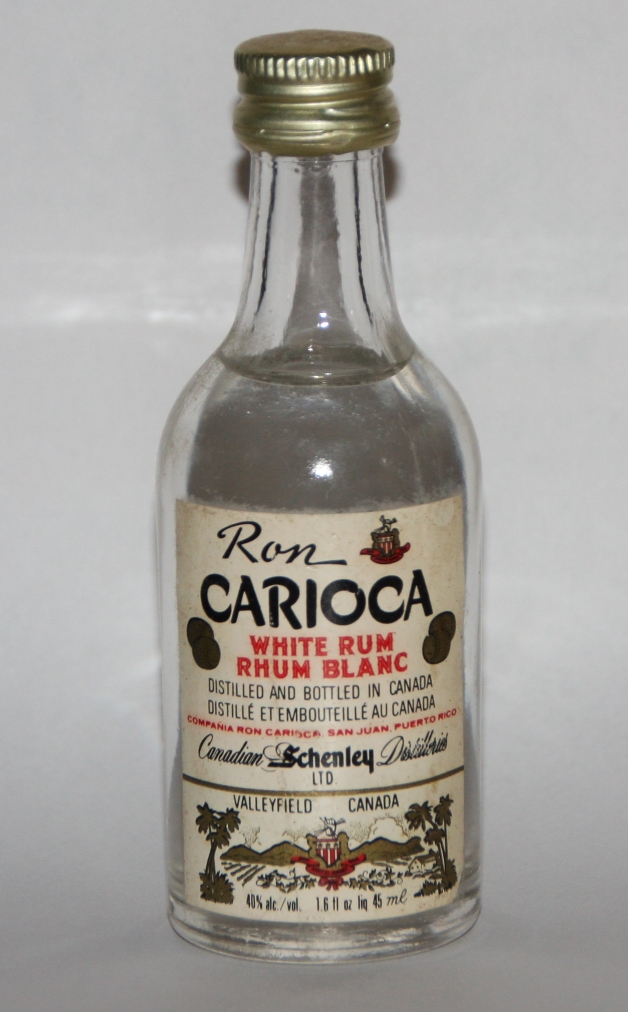 Ron
CARIOCA
WHITE RUM
RHUM BLANC
DISTILLED AND BOTTLED IN CANADA
DISTILLÉ ET EMBOUTEILLÉ AU CANADA
COMPAÑIA RON CARIOCA, SAN JUAN, PUERTO RICO
Canadian Schenley Distilleries
LTD.
VALLEYFIELD CANADA
40% alc./vol. 1.6 fl oz liq 45 ml